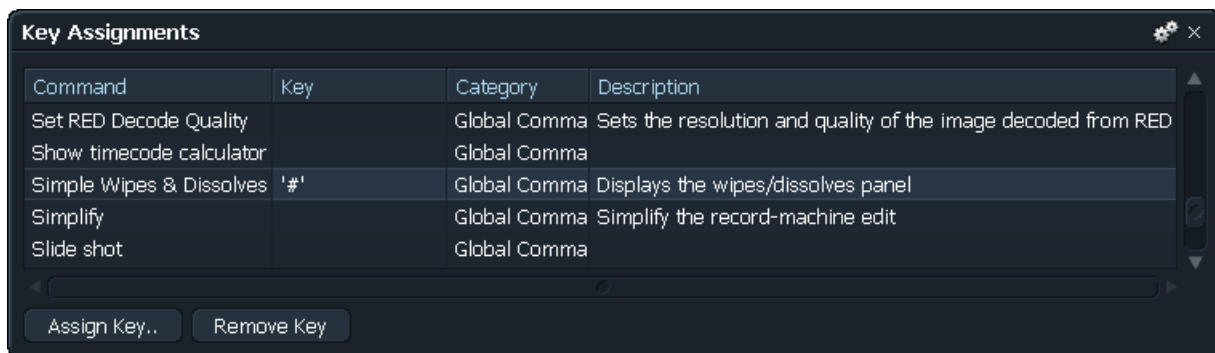 Key Assignments
Command Key Category Description
Set RED Decode Quality Global Comma Sets the resolution and quality of the image decoded from RED
Show timecode calculator Global Comma
Simple Wipes & Dissolves '#' Global Comma Displays the wipes/dissolves panel
Simplify Global Comma Simplify the record-machine edit
Slide shot Global Comma
Assign Key.. Remove Key